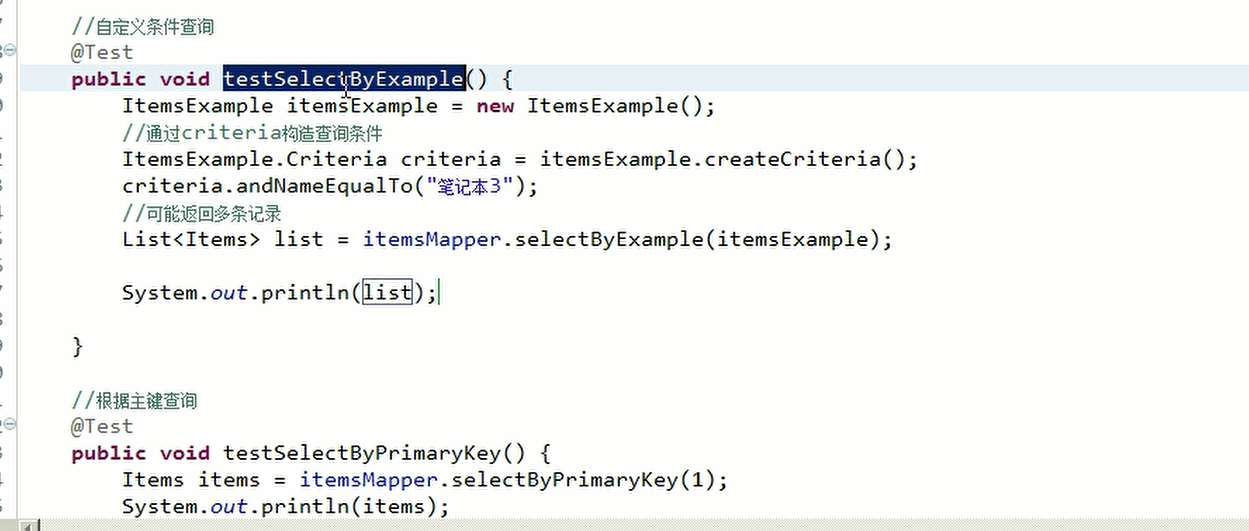 //自定义条件查询
@Test
public void testSelectByExample() {
ItemsExample itemsExample = new ItemsExample();
//通过criteria构造查询条件
ItemsExample.Criteria criteria = itemsExample.createCriteria();
criteria.andNameEqualTo("笔记本3");
//可能返回多条记录
List<Items> list = itemsMapper.selectByExample(itemsExample);
System.out.println(list);
}
//根据主键查询
@Test
public void testSelectByPrimaryKey() {
Items items = itemsMapper.selectByPrimaryKey(1);
System.out.println(items);